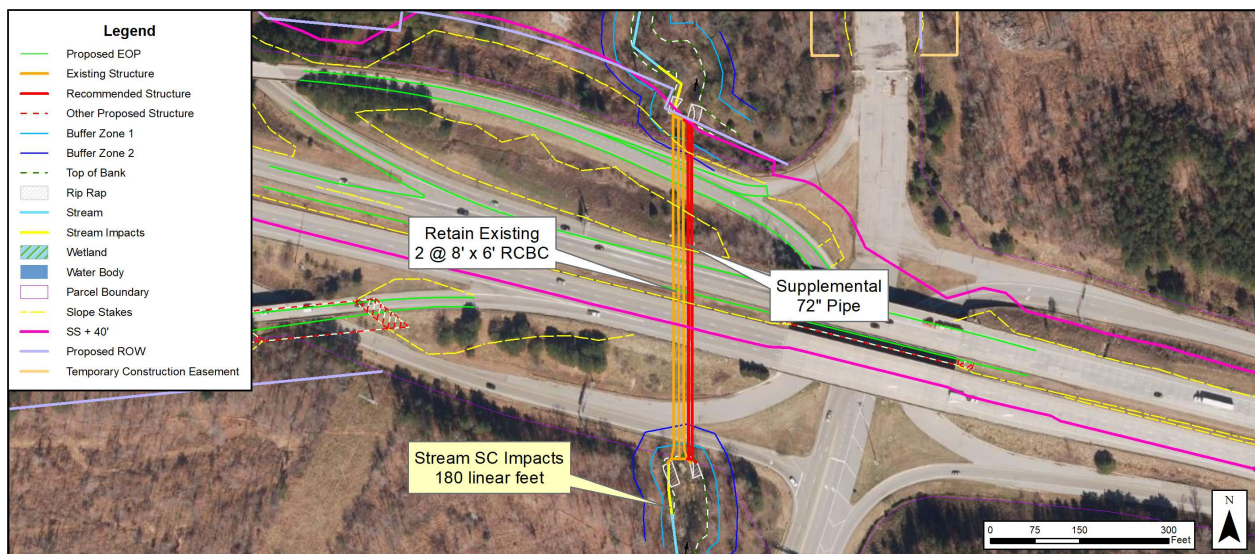 Legend
Proposed EOP
Existing Structure
Recommended Structure
Other Proposed Structure
Buffer Zone 1
Buffer Zone 2
Top of Bank
Rip Rap
Stream
Stream Impacts
Wetland
Water Body
Parcel Boundary
Slope Stakes
SS + 40'
Proposed ROW
Temporary Construction Easement
Retain Existing
2 @ 8' x 6' RCBC
Supplemental
72" Pipe
Stream SC Impacts
180 linear feet
N
0 75 150 300
Feet